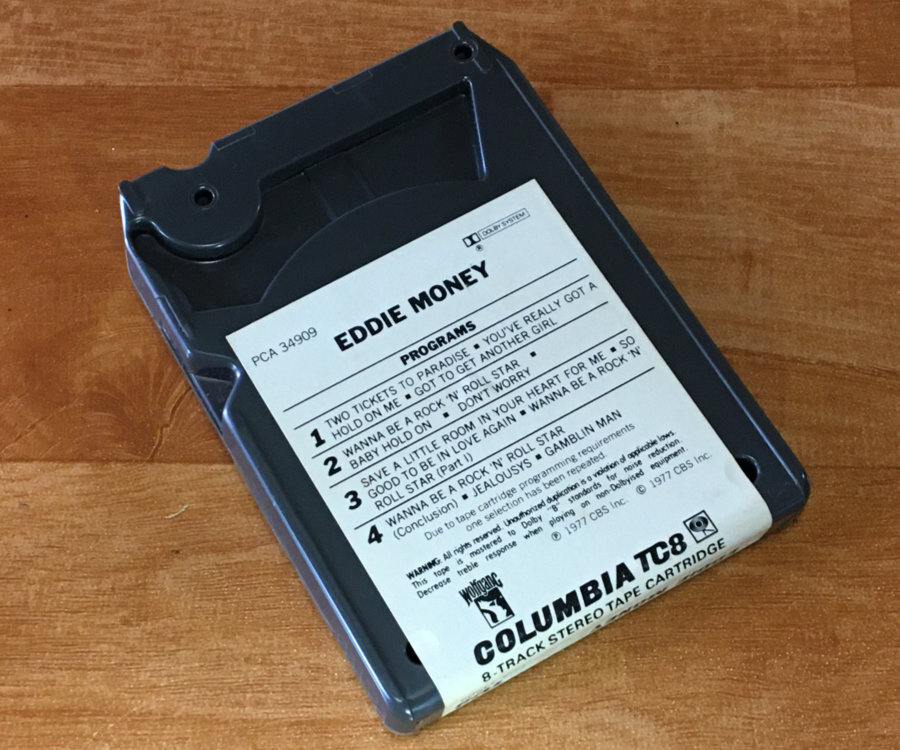 DOLBY SYSTEM
®
PCA 34909
EDDIE MONEY
PROGRAMS
1 TWO TICKETS TO PARADISE ▪ YOU'VE REALLY GOT A
HOLD ON ME ▪ GOT TO GET ANOTHER GIRL
2 WANNA BE A ROCK 'N' ROLL STAR ▪
BABY HOLD ON ▪ DON'T WORRY
3 SAVE A LITTLE ROOM IN YOUR HEART FOR ME ▪ SO
GOOD TO BE IN LOVE AGAIN ▪ WANNA BE A ROCK 'N'
ROLL STAR (Part I)
4 WANNA BE A ROCK 'N' ROLL STAR
(Conclusion) ▪ JEALOUSYS ▪ GAMBLIN MAN
Due to tape cartridge programming requirements
one selection has been repeated.
WARNING: All rights reserved. Unauthorized duplication is a violation of applicable laws.
This tape is mastered to Dolby "B" standards for noise reduction.
Decrease treble response when playing on non-Dolbyised equipment.
℗ 1977 CBS Inc. © 1977 CBS Inc.
wolfgang
COLUMBIA TC8
8-TRACK STEREO TAPE CARTRIDGE